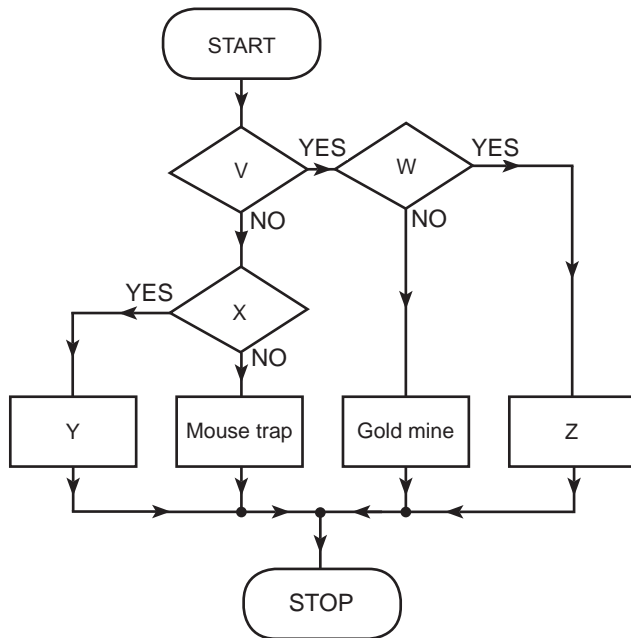 START
V
YES
W
YES
NO
NO
YES
X
NO
Y
Mouse trap
Gold mine
Z
STOP